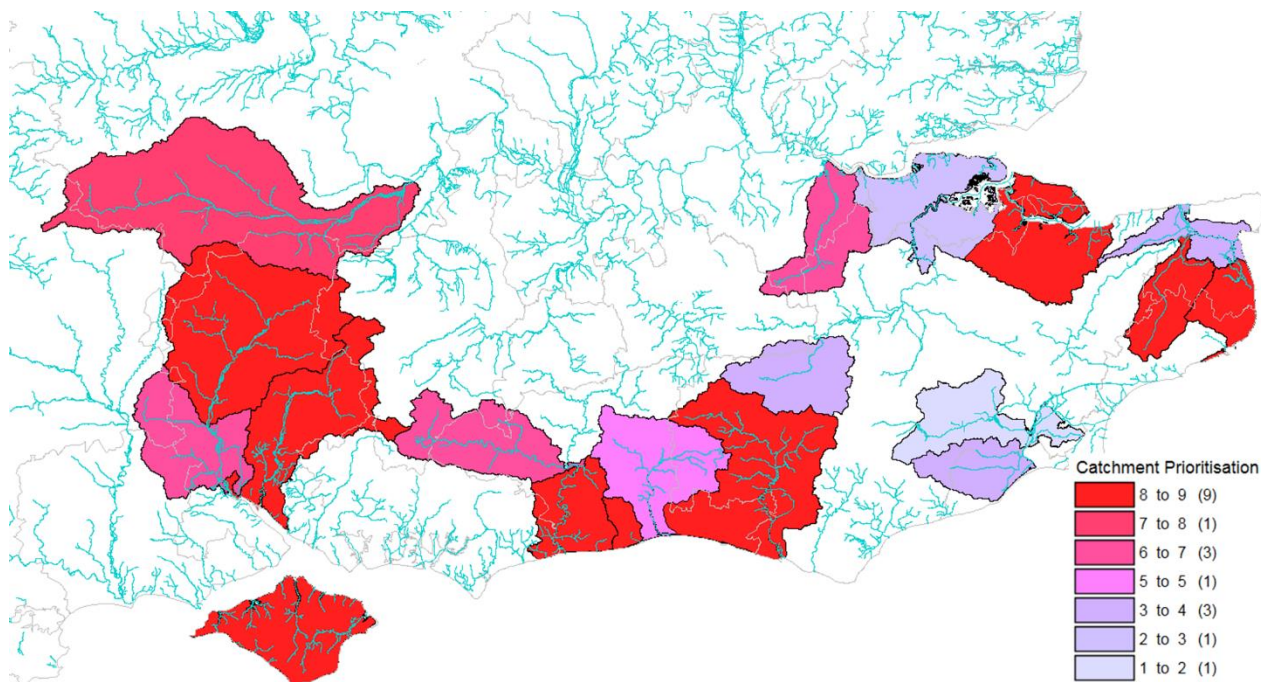 Catchment Prioritisation
8 to 9 (9)
7 to 8 (1)
6 to 7 (3)
5 to 5 (1)
3 to 4 (3)
2 to 3 (1)
1 to 2 (1)